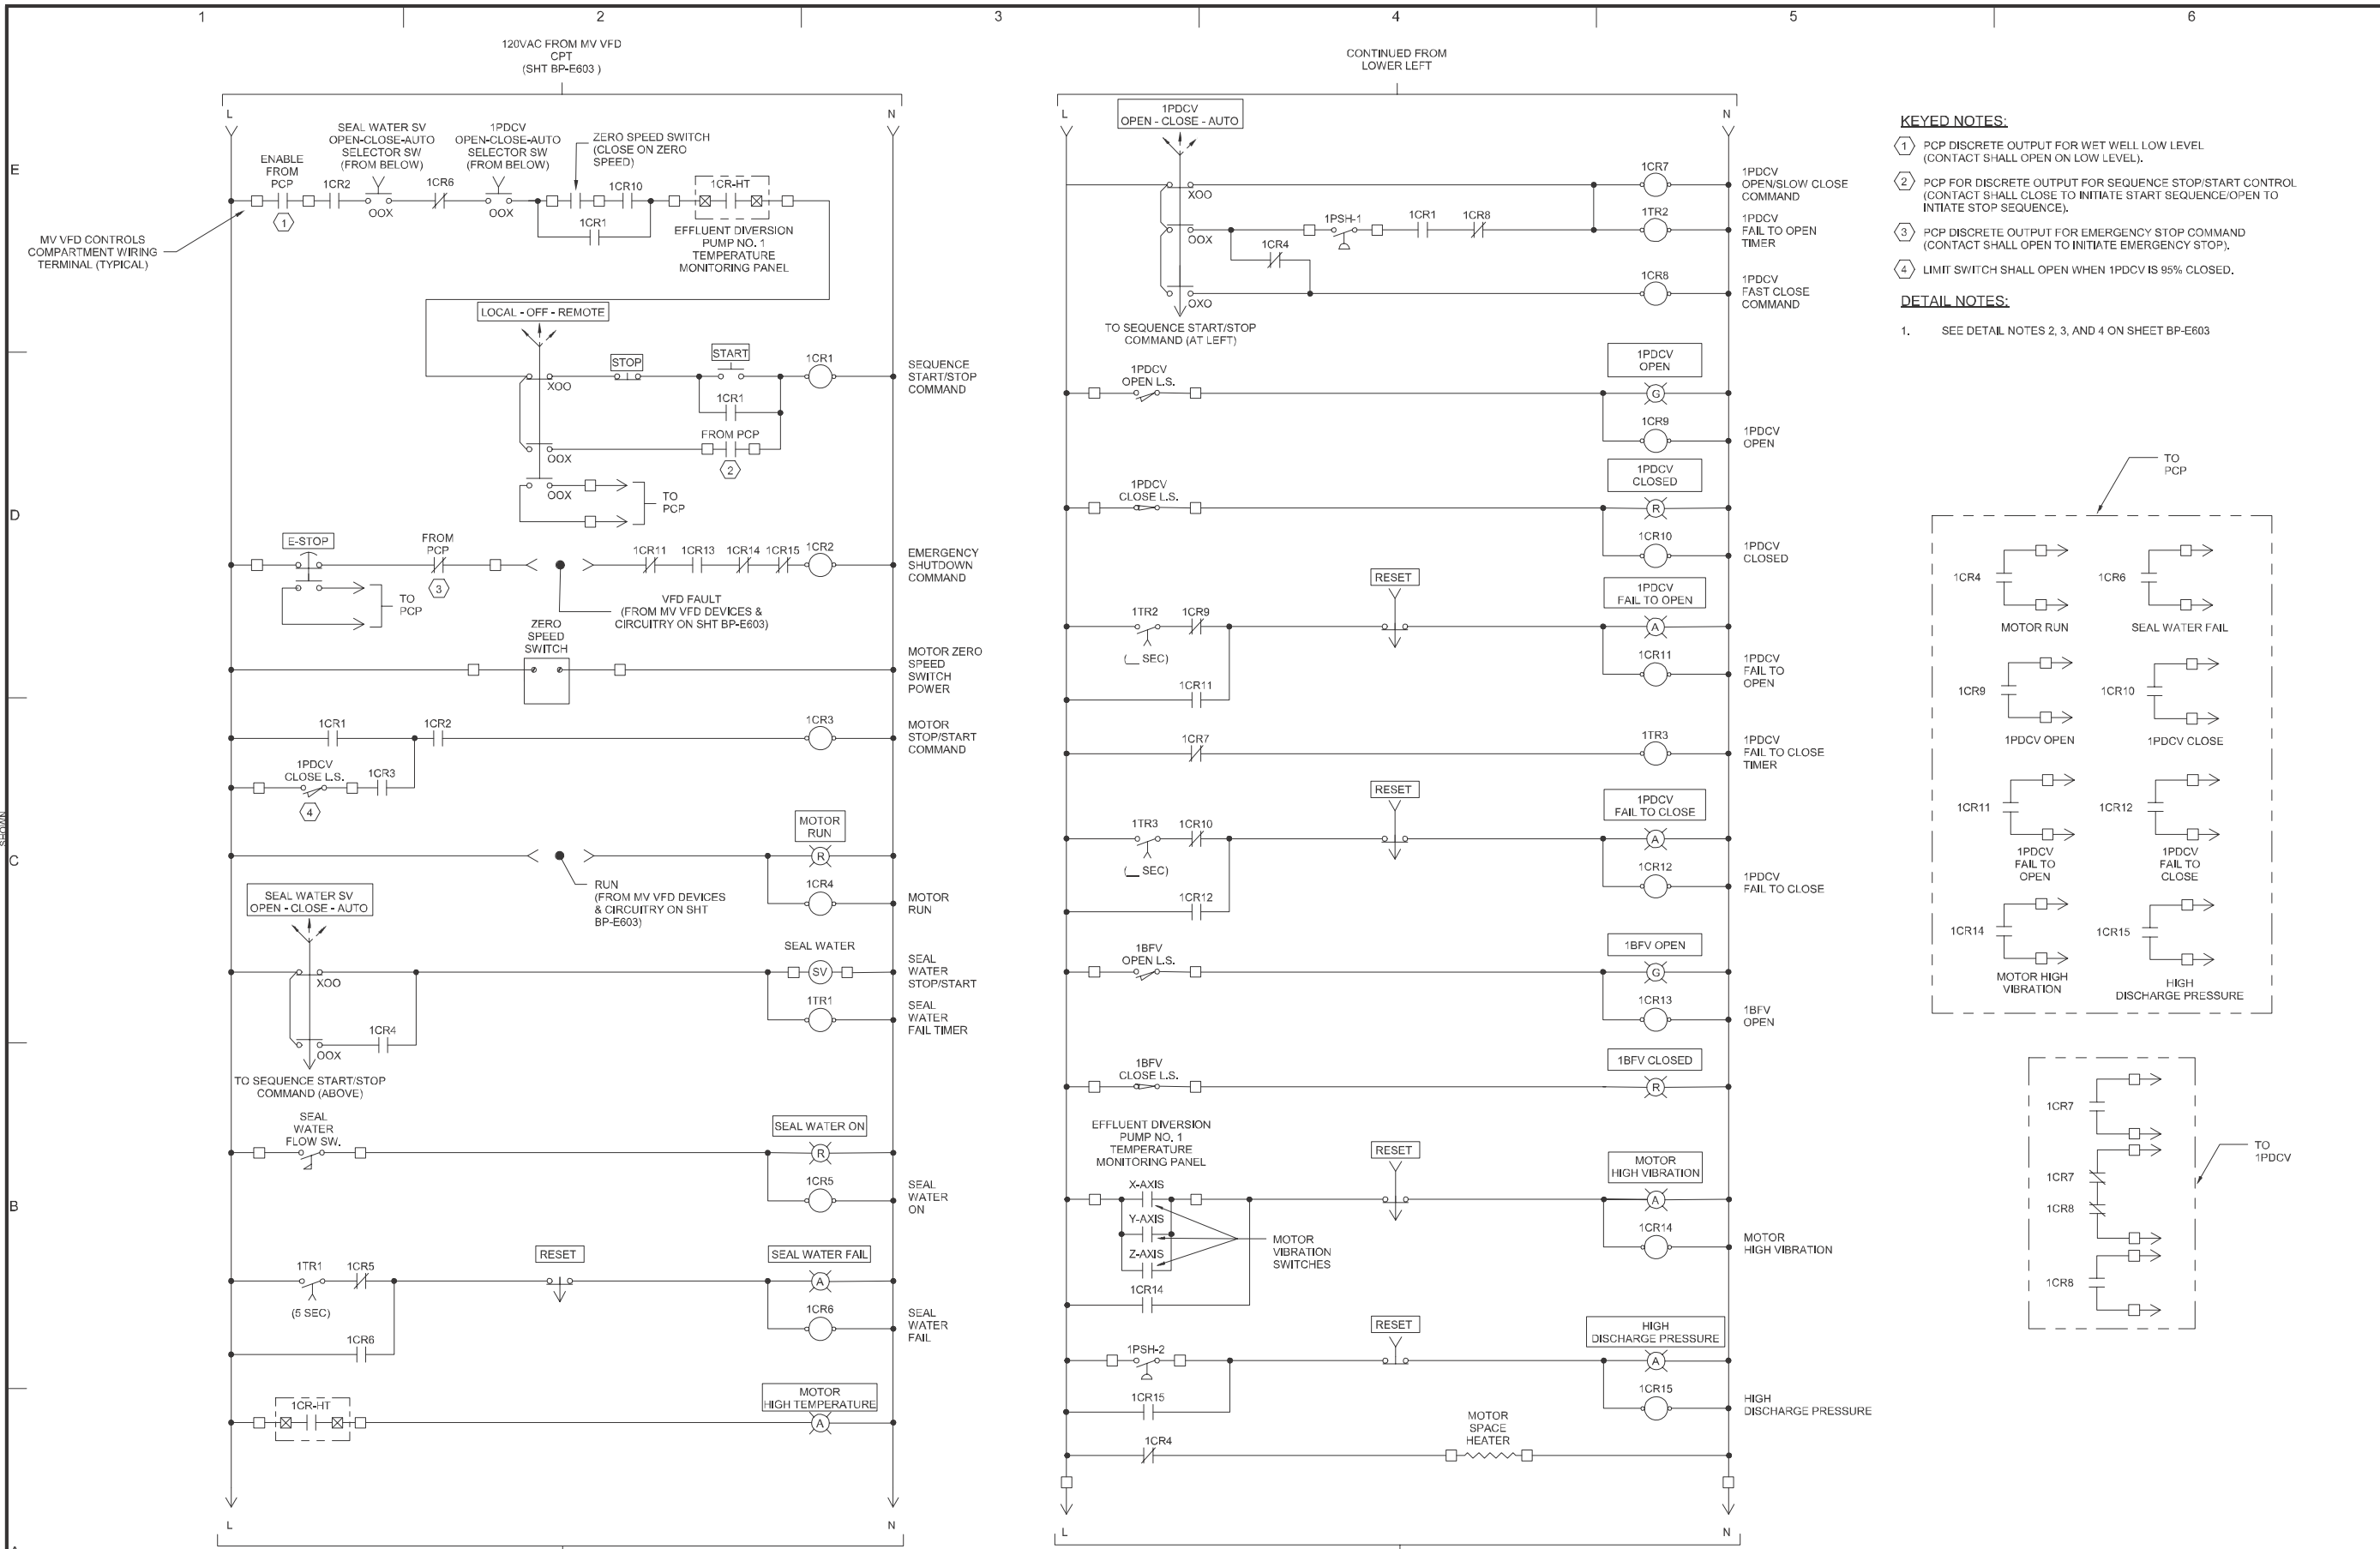 1
2
3
4
5
6
E
D
C
B
SHOWN
120VAC FROM MV VFD
CPT
(SHT BP-E603 )
L
N
SEAL WATER SV
OPEN-CLOSE-AUTO
SELECTOR SW
(FROM BELOW)
1PDCV
OPEN-CLOSE-AUTO
SELECTOR SW
(FROM BELOW)
ZERO SPEED SWITCH
(CLOSE ON ZERO
SPEED)
ENABLE
FROM
PCP
1CR2
1CR6
1CR10
1CR-HT
OOX
OOX
1
1CR1
MV VFD CONTROLS
COMPARTMENT WIRING
TERMINAL (TYPICAL)
EFFLUENT DIVERSION
PUMP NO. 1
TEMPERATURE
MONITORING PANEL
LOCAL - OFF - REMOTE
STOP
START
1CR1
XOO
1CR1
SEQUENCE
START/STOP
COMMAND
FROM PCP
OOX
2
OOX
TO
PCP
E-STOP
FROM
PCP
3
TO
PCP
1CR11
1CR13
1CR14
1CR15
1CR2
EMERGENCY
SHUTDOWN
COMMAND
VFD FAULT
(FROM MV VFD DEVICES &
CIRCUITRY ON SHT BP-E603)
ZERO
SPEED
SWITCH
MOTOR ZERO
SPEED
SWITCH
POWER
1CR1
1CR2
1CR3
MOTOR
STOP/START
COMMAND
1PDCV
CLOSE L.S.
1CR3
4
MOTOR
RUN
R
RUN
(FROM MV VFD DEVICES
& CIRCUITRY ON SHT
BP-E603)
1CR4
MOTOR
RUN
SEAL WATER SV
OPEN - CLOSE - AUTO
XOO
SEAL WATER
SV
SEAL
WATER
STOP/START
1CR4
OOX
1TR1
SEAL
WATER
FAIL TIMER
TO SEQUENCE START/STOP
COMMAND (ABOVE)
SEAL
WATER
FLOW SW.
SEAL WATER ON
R
1CR5
SEAL
WATER
ON
1TR1
1CR5
(5 SEC)
RESET
SEAL WATER FAIL
A
1CR6
1CR6
SEAL
WATER
FAIL
1CR-HT
MOTOR
HIGH TEMPERATURE
A
L
N
CONTINUED FROM
LOWER LEFT
L
N
1PDCV
OPEN - CLOSE - AUTO
XOO
1CR7
1PDCV
OPEN/SLOW CLOSE
COMMAND
OOX
1CR4
1PSH-1
1CR1
1CR8
1TR2
1PDCV
FAIL TO OPEN
TIMER
OXO
1CR8
1PDCV
FAST CLOSE
COMMAND
TO SEQUENCE START/STOP
COMMAND (AT LEFT)
1PDCV
OPEN L.S.
1PDCV
OPEN
G
1CR9
1PDCV
OPEN
1PDCV
CLOSE L.S.
1PDCV
CLOSED
R
1CR10
1PDCV
CLOSED
1TR2
1CR9
(__ SEC)
RESET
1PDCV
FAIL TO OPEN
A
1CR11
1CR11
1PDCV
FAIL TO
OPEN
1CR7
1TR3
1PDCV
FAIL TO CLOSE
TIMER
1TR3
1CR10
(__ SEC)
RESET
1PDCV
FAIL TO CLOSE
A
1CR12
1CR12
1PDCV
FAIL TO CLOSE
1BFV
OPEN L.S.
1BFV OPEN
G
1CR13
1BFV
OPEN
1BFV
CLOSE L.S.
1BFV CLOSED
R
EFFLUENT DIVERSION
PUMP NO. 1
TEMPERATURE
MONITORING PANEL
X-AXIS
Y-AXIS
Z-AXIS
1CR14
MOTOR
VIBRATION
SWITCHES
RESET
MOTOR
HIGH VIBRATION
A
1CR14
MOTOR
HIGH VIBRATION
1PSH-2
1CR15
RESET
HIGH
DISCHARGE PRESSURE
A
1CR15
HIGH
DISCHARGE PRESSURE
1CR4
MOTOR
SPACE
HEATER
L
N
KEYED NOTES:
1 PCP DISCRETE OUTPUT FOR WET WELL LOW LEVEL
(CONTACT SHALL OPEN ON LOW LEVEL).
2 PCP FOR DISCRETE OUTPUT FOR SEQUENCE STOP/START CONTROL
(CONTACT SHALL CLOSE TO INITIATE START SEQUENCE/OPEN TO
INTIATE STOP SEQUENCE).
3 PCP DISCRETE OUTPUT FOR EMERGENCY STOP COMMAND
(CONTACT SHALL OPEN TO INITIATE EMERGENCY STOP).
4 LIMIT SWITCH SHALL OPEN WHEN 1PDCV IS 95% CLOSED.
DETAIL NOTES:
1. SEE DETAIL NOTES 2, 3, AND 4 ON SHEET BP-E603
TO
PCP
1CR4
MOTOR RUN
1CR6
SEAL WATER FAIL
1CR9
1PDCV OPEN
1CR10
1PDCV CLOSE
1CR11
1PDCV
FAIL TO
OPEN
1CR12
1PDCV
FAIL TO
CLOSE
1CR14
MOTOR HIGH
VIBRATION
1CR15
HIGH
DISCHARGE PRESSURE
1CR7
1CR7
1CR8
1CR8
TO
1PDCV